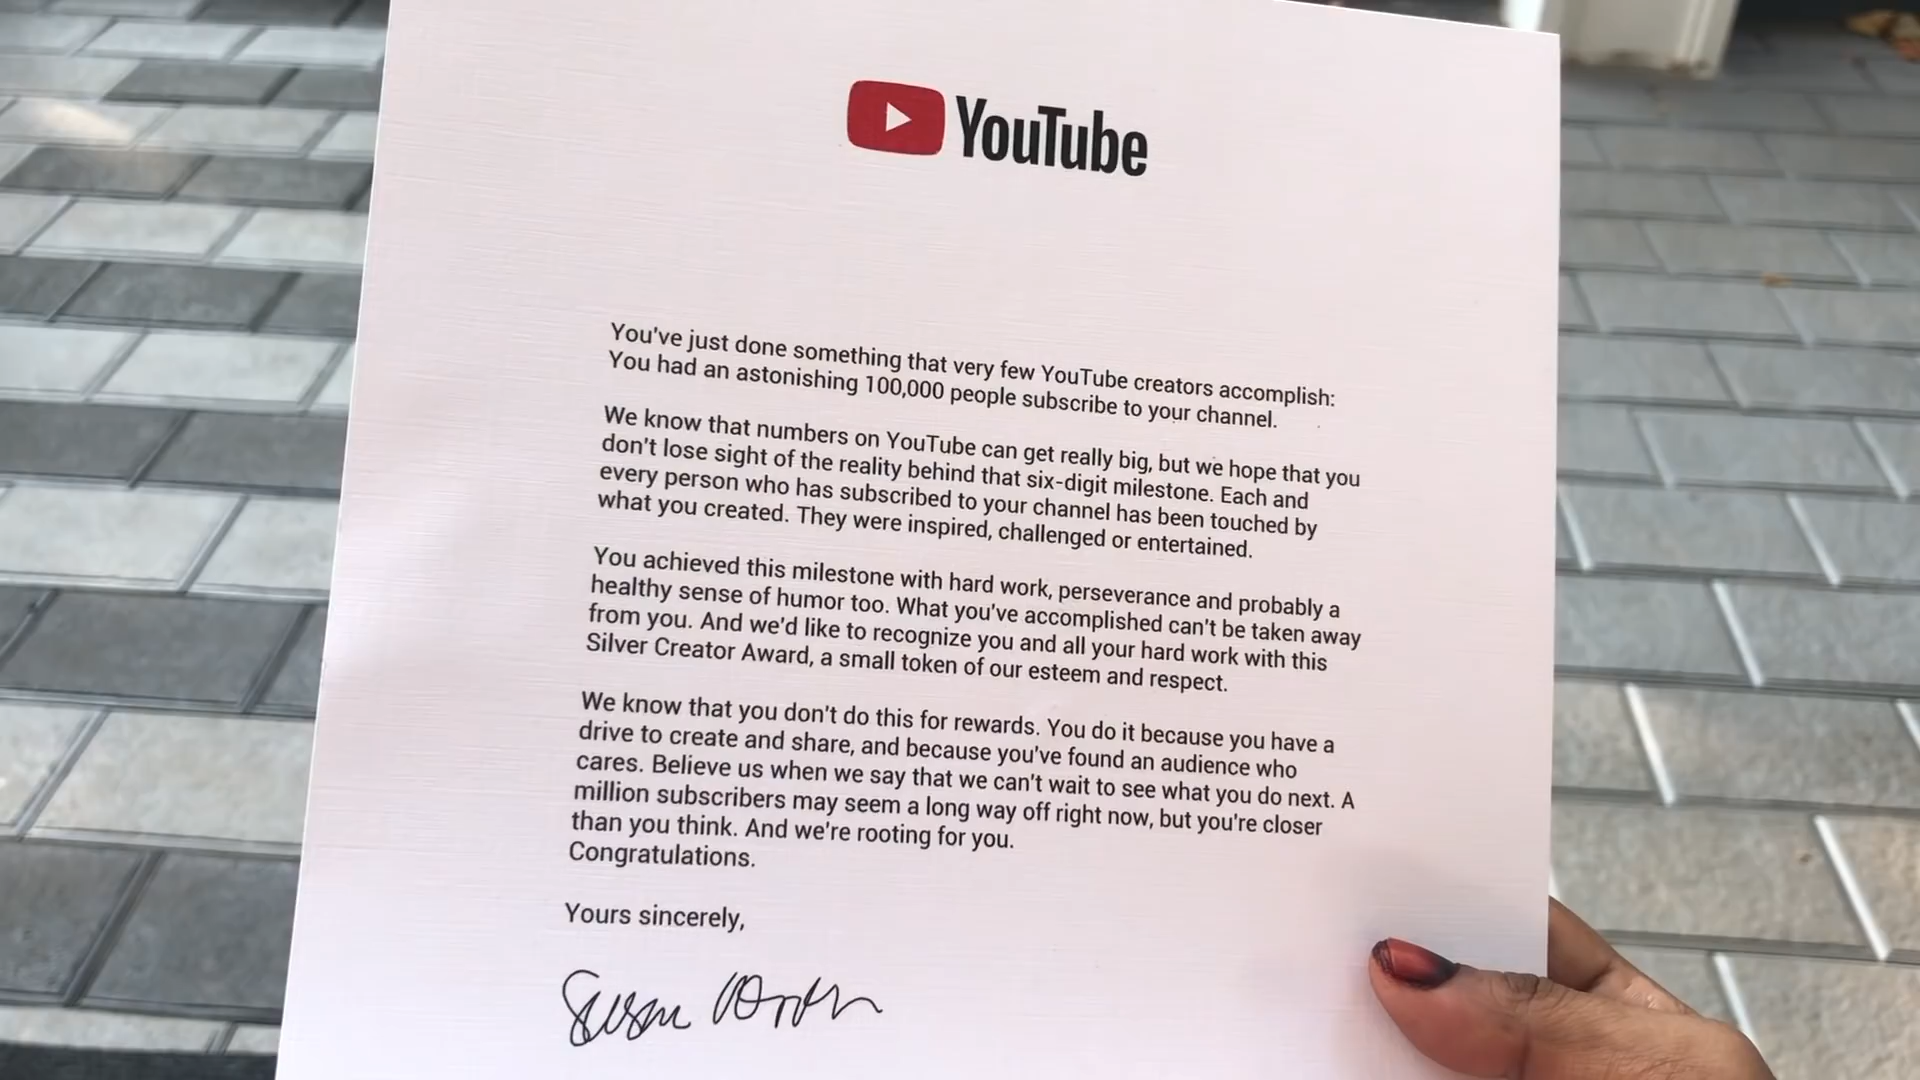 YouTube
You've just done something that very few YouTube creators accomplish:
You had an astonishing 100,000 people subscribe to your channel.
We know that numbers on YouTube can get really big, but we hope that you
don't lose sight of the reality behind that six-digit milestone. Each and
every person who has subscribed to your channel has been touched by
what you created. They were inspired, challenged or entertained.
You achieved this milestone with hard work, perseverance and probably a
healthy sense of humor too. What you've accomplished can't be taken away
from you. And we'd like to recognize you and all your hard work with this
Silver Creator Award, a small token of our esteem and respect.
We know that you don't do this for rewards. You do it because you have a
drive to create and share, and because you've found an audience who
cares. Believe us when we say that we can't wait to see what you do next. A
million subscribers may seem a long way off right now, but you're closer
than you think. And we're rooting for you.
Congratulations.
Yours sincerely,
Susan